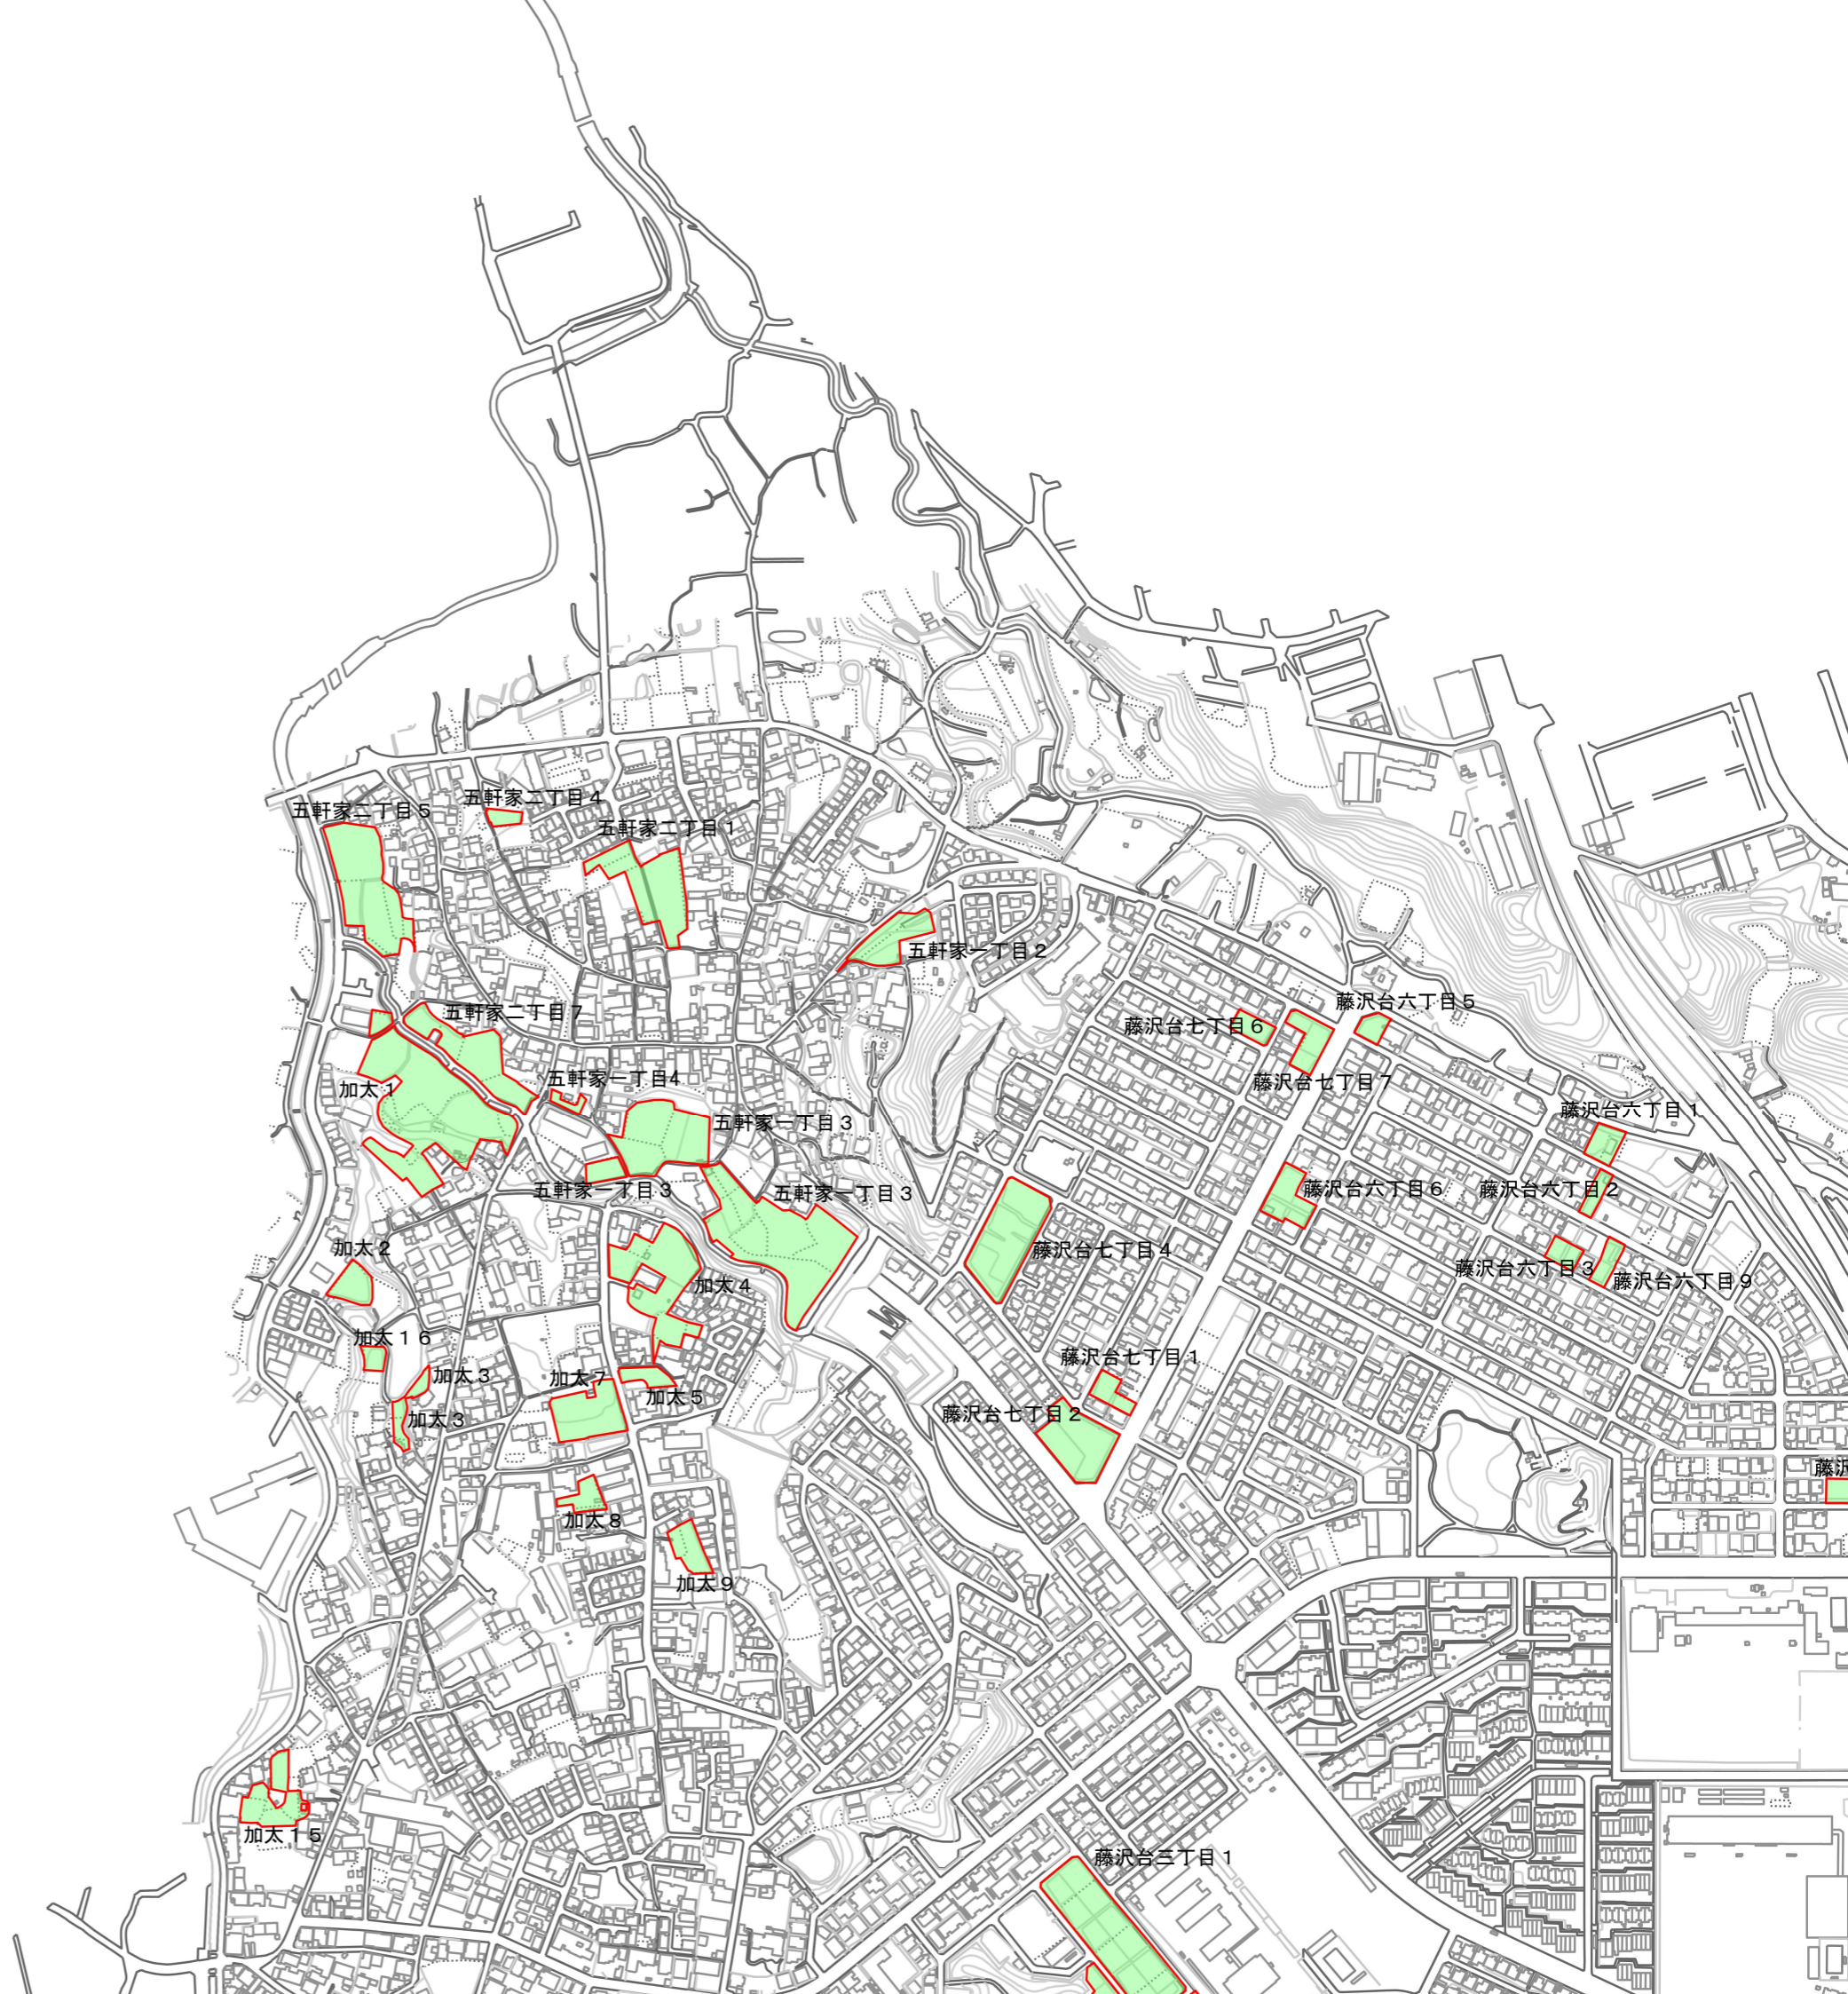 五軒家二丁目４
五軒家二丁目５
五軒家二丁目１
五軒家一丁目２
藤沢台六丁目５
五軒家二丁目７
藤沢台七丁目６
五軒家一丁目4
藤沢台七丁目７
加太１
藤沢台六丁目１
五軒家一丁目３
藤沢台六丁目６
藤沢台六丁目２
五軒家一丁目３
五軒家一丁目３
加太２
藤沢台七丁目４
藤沢台六丁目３
藤沢台六丁目９
加太４
加太１６
藤沢台七丁目１
加太３
加太７
加太５
藤沢台七丁目２
加太３
藤沢
加太８
加太９
加太１５
藤沢台三丁目１